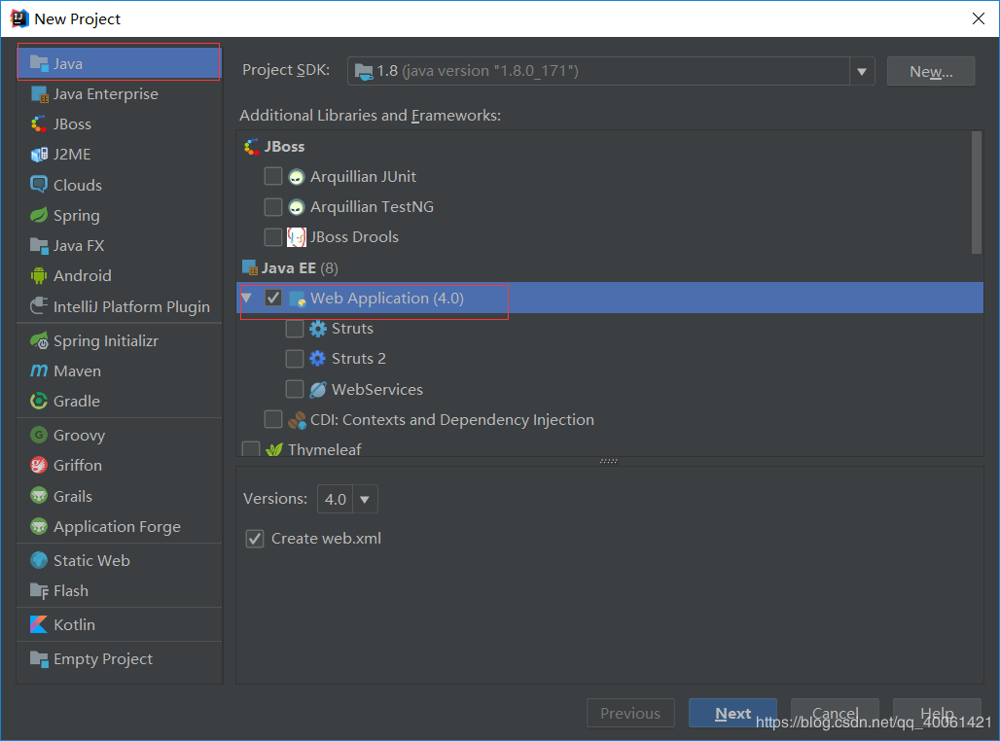 New Project
Java
Java Enterprise
JBoss
J2ME
Clouds
Spring
Java FX
Android
IntelliJ Platform Plugin
Spring Initializr
Maven
Gradle
Groovy
Griffon
Grails
Application Forge
Static Web
Flash
Kotlin
Empty Project
Project SDK: 1.8 (java version "1.8.0_171") New...
Additional Libraries and Frameworks:
JBoss
Arquillian JUnit
Arquillian TestNG
JBoss Drools
Java EE (8)
Web Application (4.0)
Struts
Struts 2
WebServices
CDI: Contexts and Dependency Injection
Thymeleaf
Versions: 4.0
Create web.xml
Previous Next Cancel Help
https://blog.csdn.net/qq_40061421